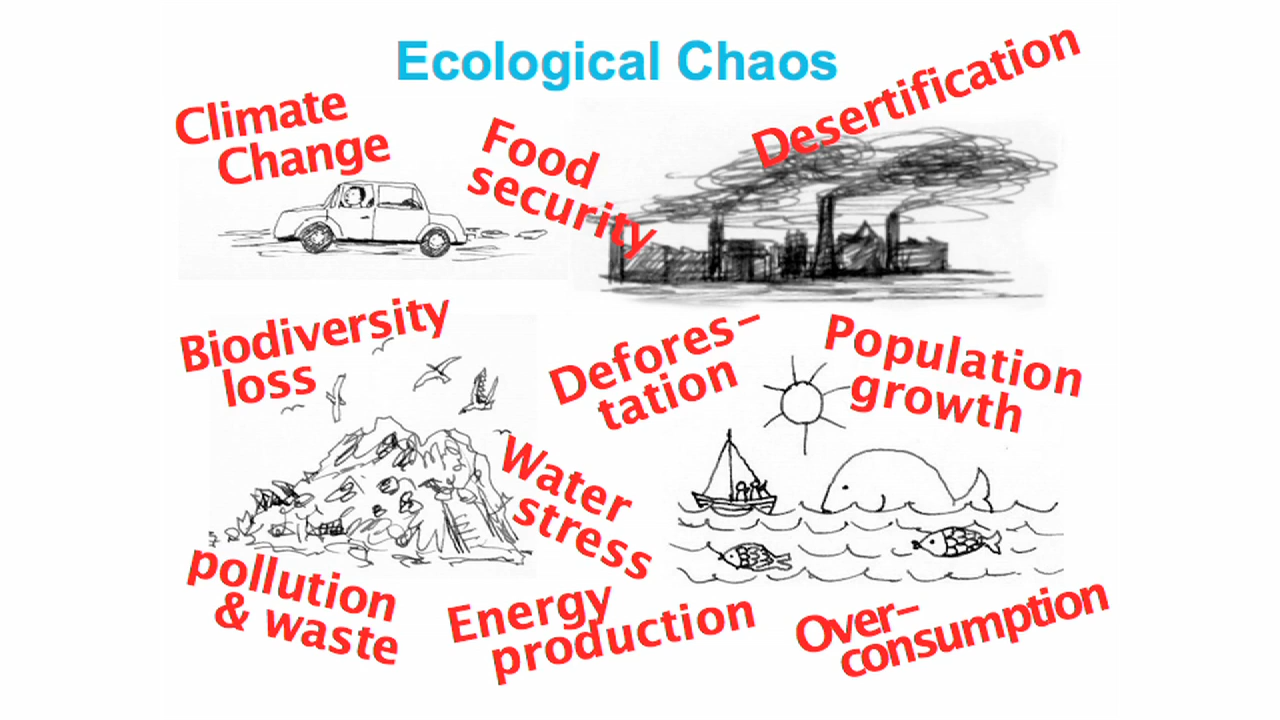 Ecological Chaos
Climate
Change
Food
security
Desertification
Biodiversity
loss
Defores-
tation
Population
growth
Water
stress
pollution
& waste
Energy
production
Over-
consumption